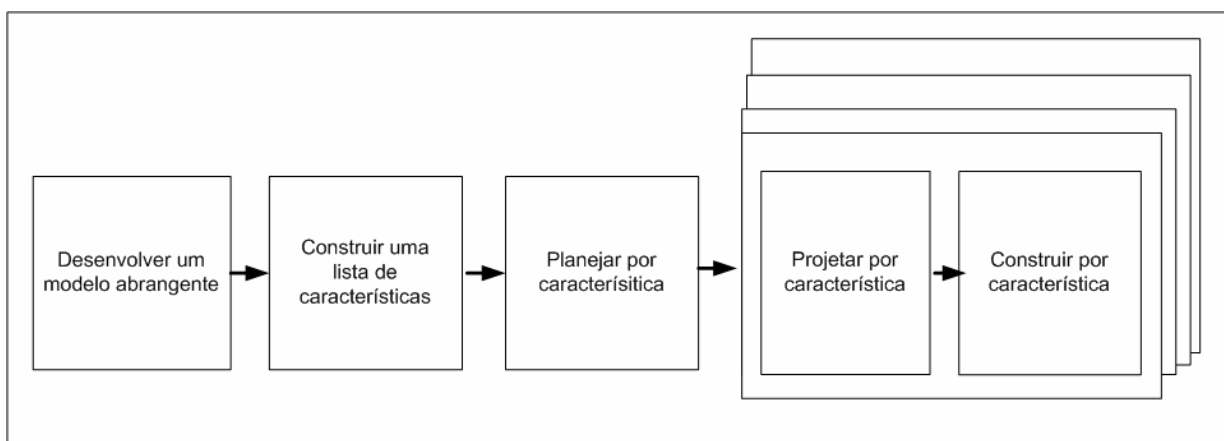 Desenvolver um
modelo abrangente
Construir uma
lista de
características
Planejar por
caracterísitica
Projetar por
característica
Construir por
característica